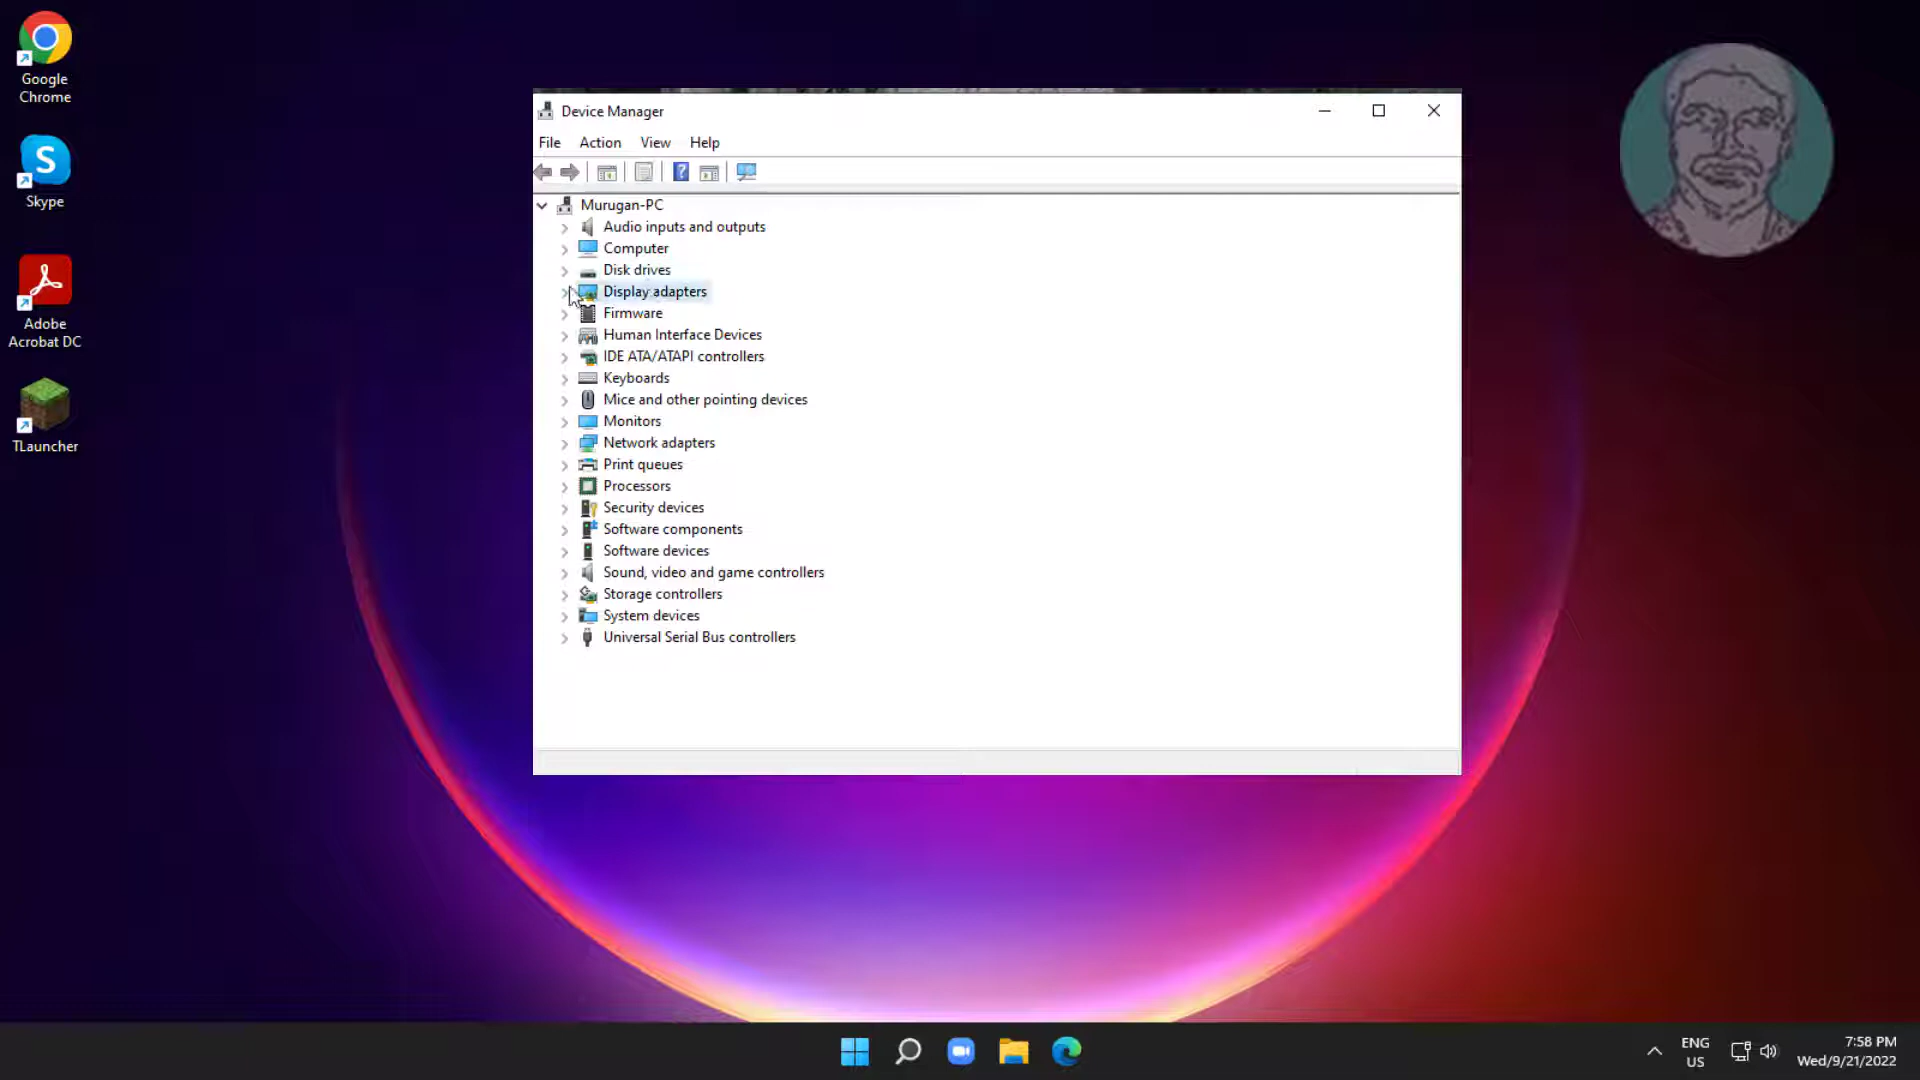 Google
Chrome
Skype
Adobe
Acrobat DC
TLauncher
Device Manager
File Action View Help
Murugan-PC
Audio inputs and outputs
Computer
Disk drives
Display adapters
Firmware
Human Interface Devices
IDE ATA/ATAPI controllers
Keyboards
Mice and other pointing devices
Monitors
Network adapters
Print queues
Processors
Security devices
Software components
Software devices
Sound, video and game controllers
Storage controllers
System devices
Universal Serial Bus controllers
ENG
US
7:58 PM
Wed/9/21/2022